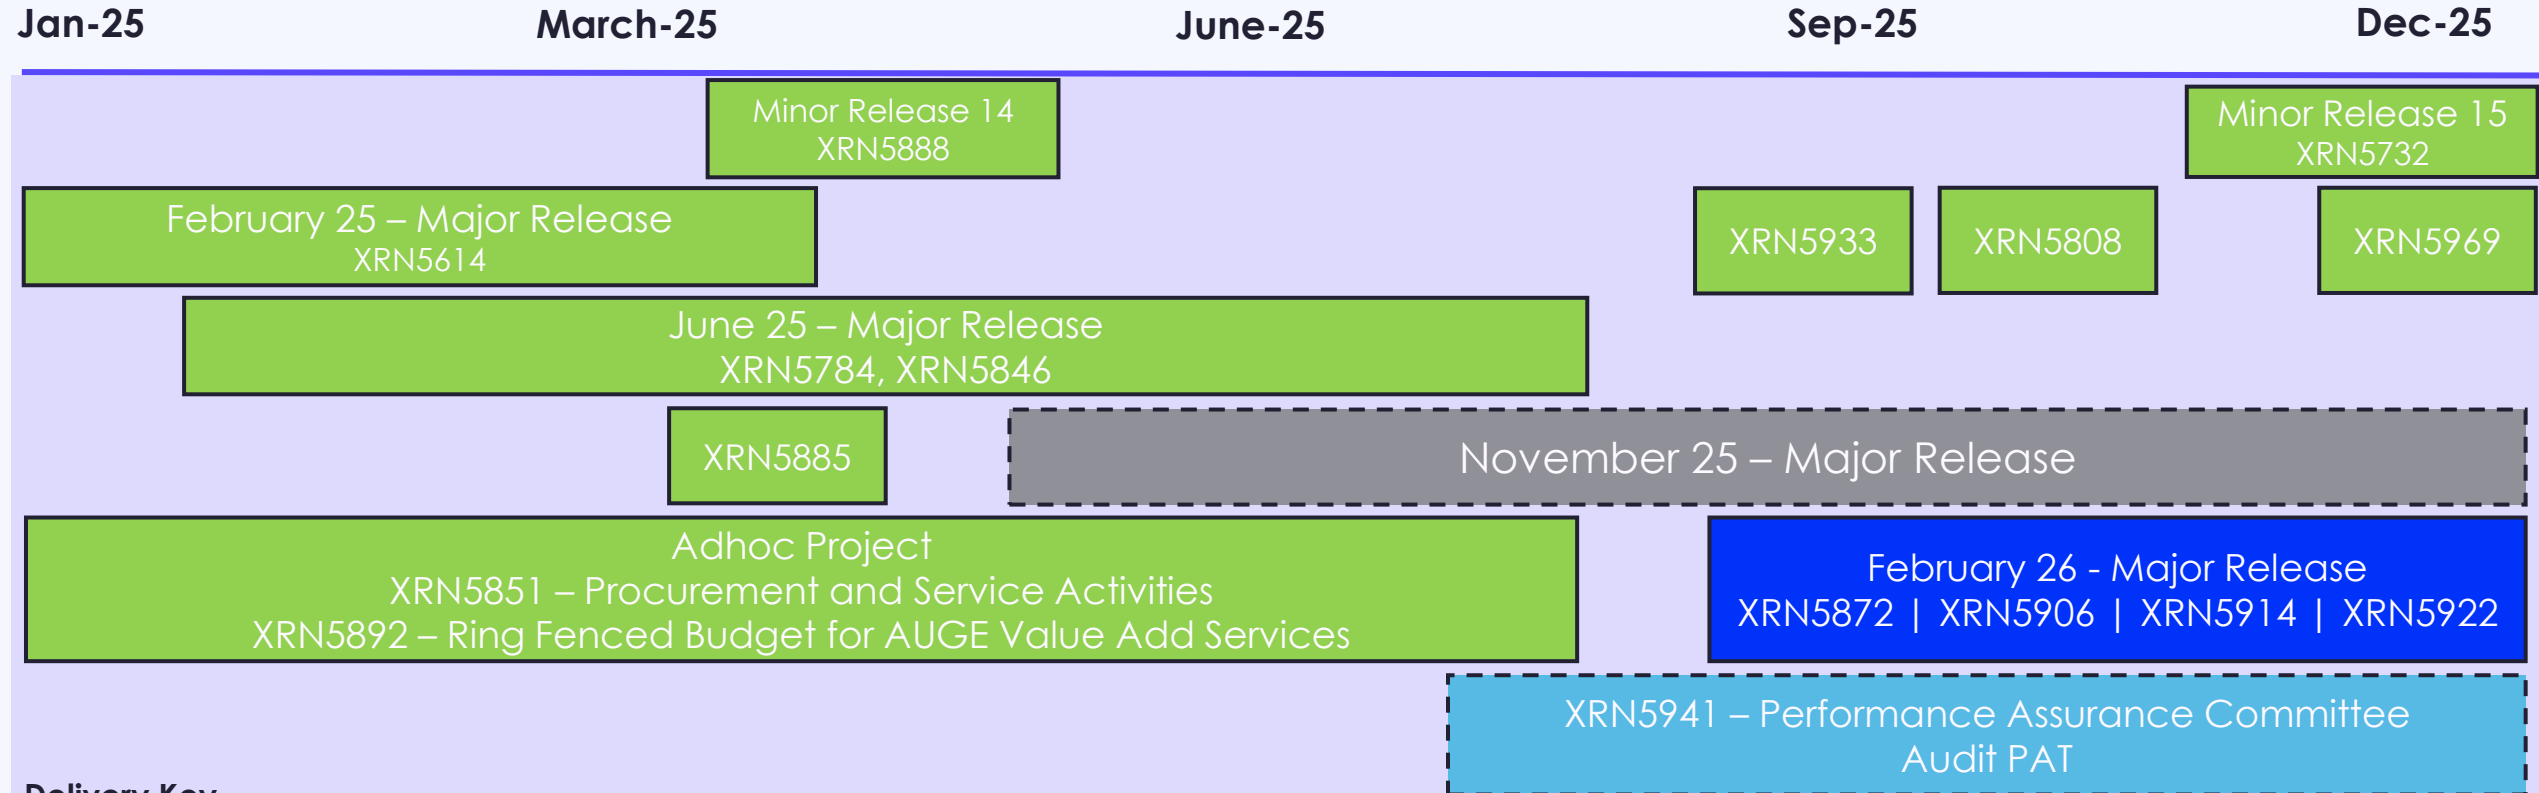 Jan-25 March-25 June-25 Sep-25 Dec-25
Minor Release 14
XRN5888
Minor Release 15
XRN5732
February 25 – Major Release
XRN5614
XRN5933
XRN5808
XRN5969
June 25 – Major Release
XRN5784, XRN5846
XRN5885
November 25 – Major Release
Adhoc Project
XRN5851 – Procurement and Service Activities
XRN5892 – Ring Fenced Budget for AUGE Value Add Services
February 26 - Major Release
XRN5872 | XRN5906 | XRN5914 | XRN5922
XRN5941 – Performance Assurance Committee
Audit PAT
Delivery Key